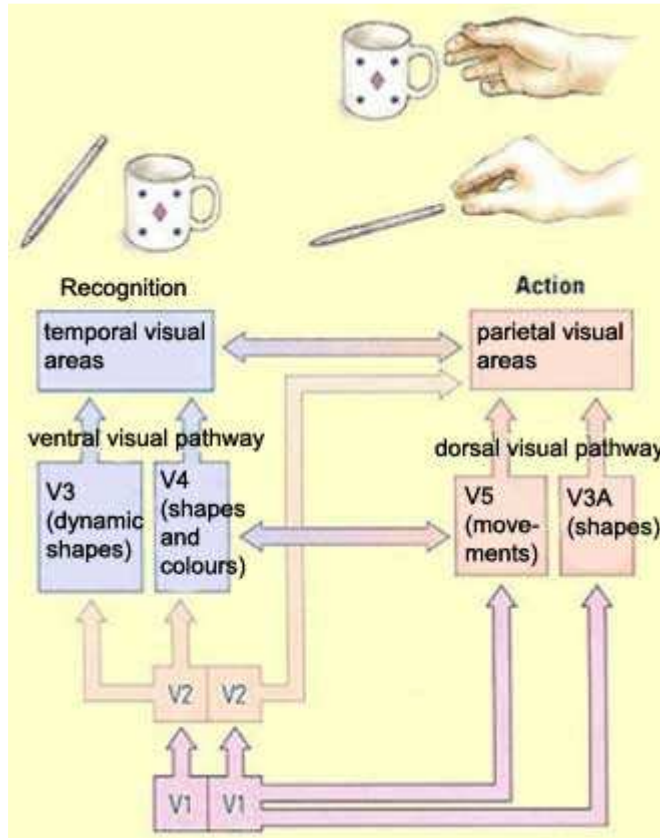 Recognition
Action
temporal visual
areas
parietal visual
areas
ventral visual pathway
dorsal visual pathway
V3
(dynamic
shapes)
V4
(shapes
and
colours)
V5
(move-
ments)
V3A
(shapes)
V2
V2
V1
V1